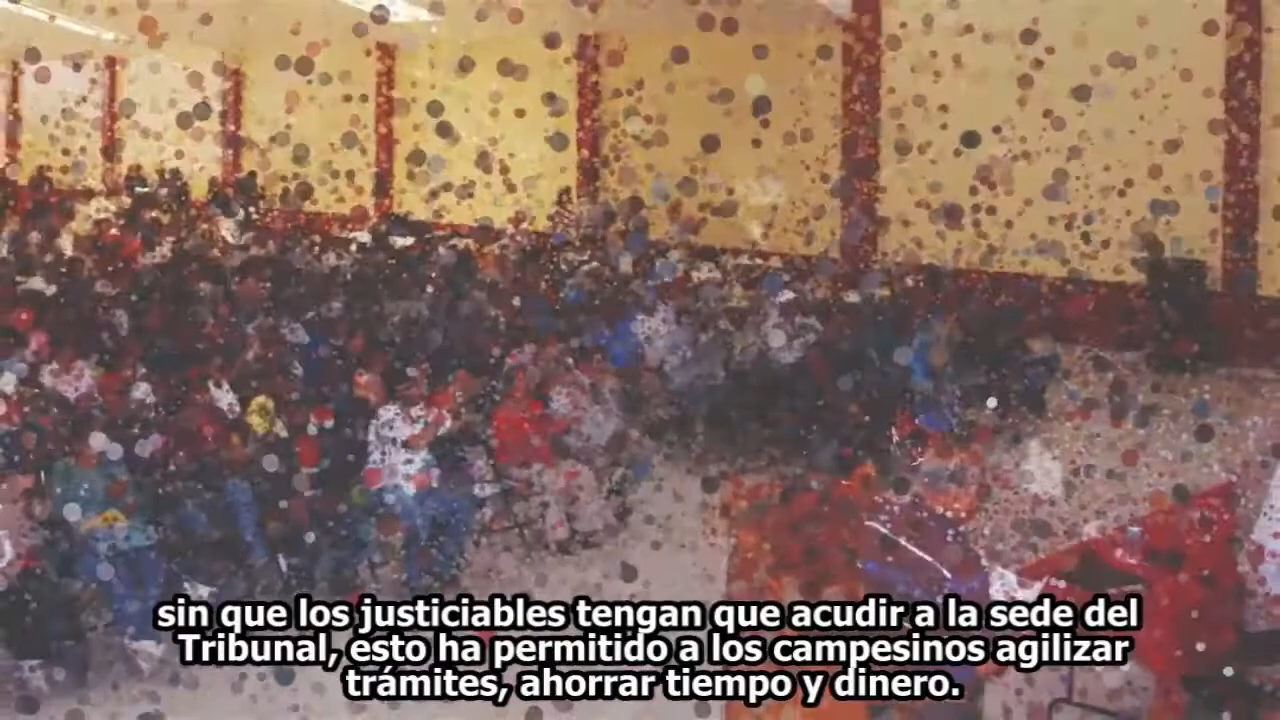 sin que los justiciables tengan que acudir a la sede del
Tribunal, esto ha permitido a los campesinos agilizar
trámites, ahorrar tiempo y dinero.